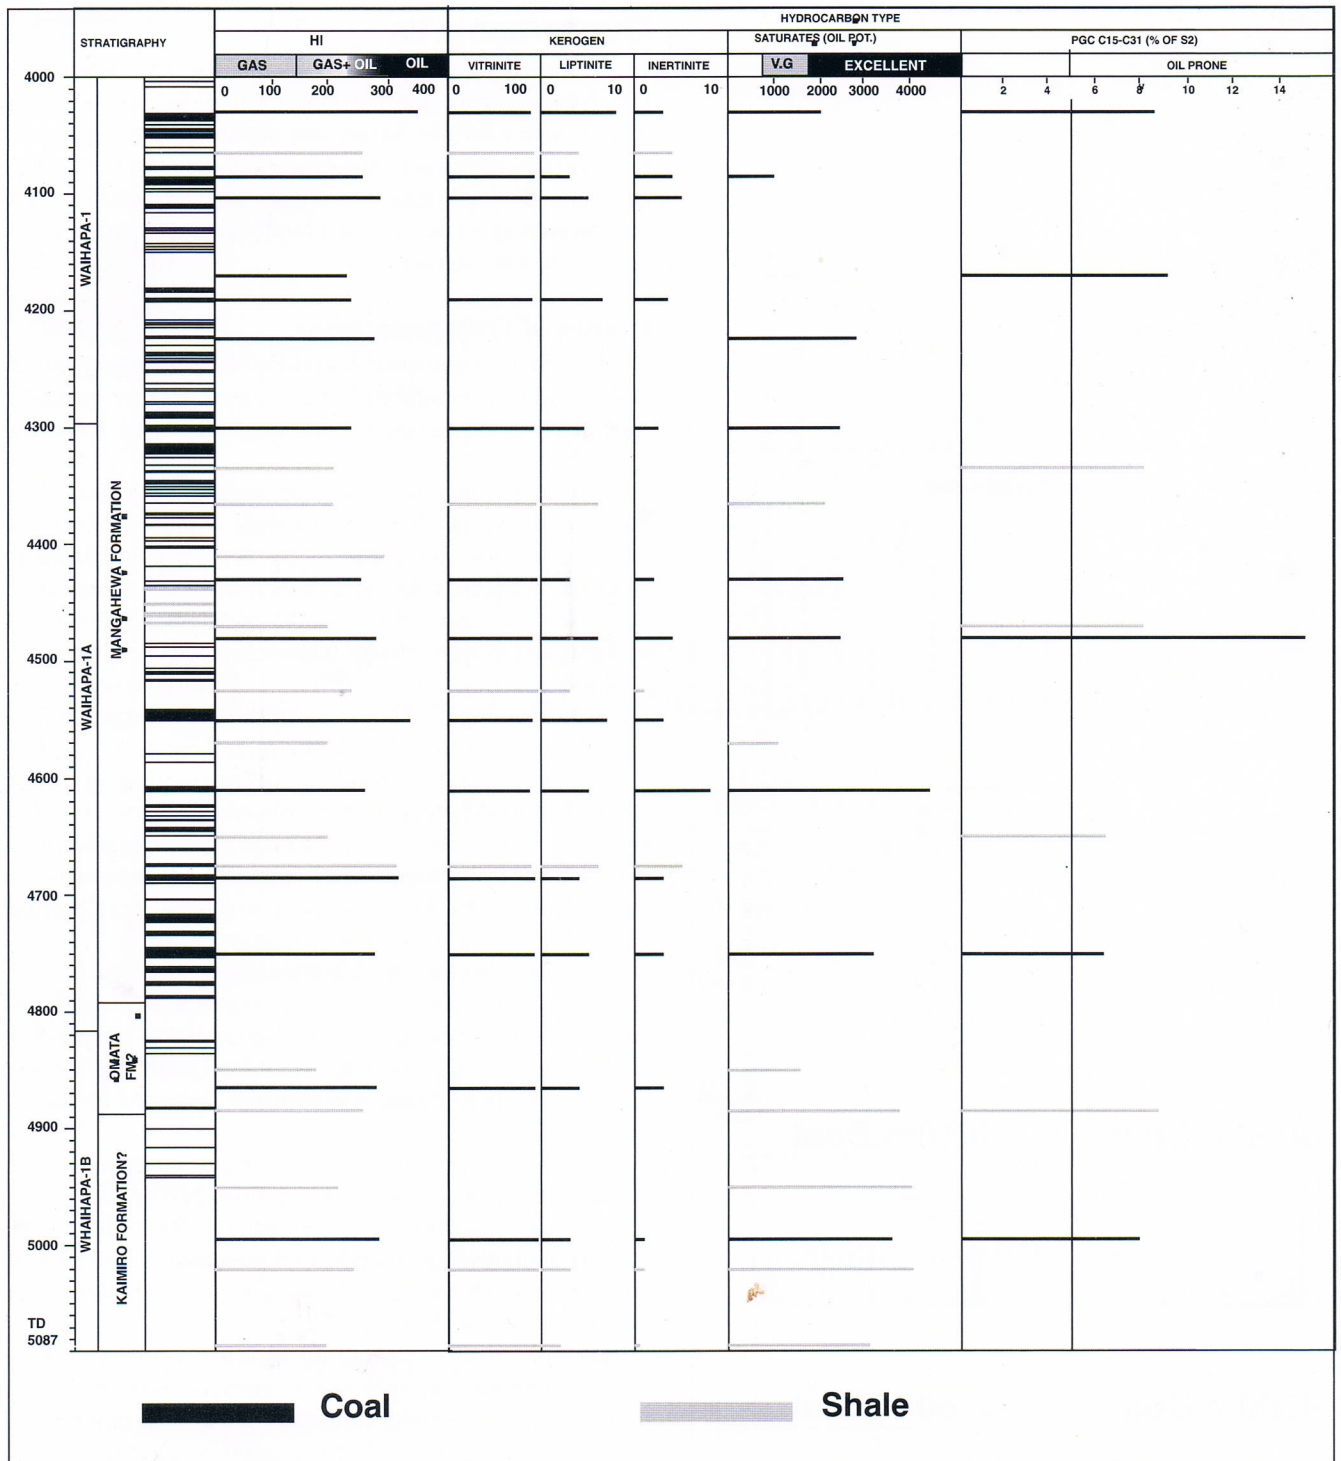 HYDROCARBON TYPE
STRATIGRAPHY
HI
KEROGEN
SATURATES (OIL POT.)
PGC C15-C31 (% OF S2)
GAS
GAS+ OIL
OIL
VITRINITE
LIPTINITE
INERTINITE
V.G
EXCELLENT
OIL PRONE
0 100 200 300 400
0 100
0 10
0 10
1000 2000 3000 4000
2 4 6 8 10 12 14
4000
4100
4200
4300
4400
4500
4600
4700
4800
4900
5000
TD
5087
WAIHAPA-1
WAIHAPA-1A
WHAIHAPA-1B
MANGAHEWA FORMATION
OMATA
FM?
KAIMIRO FORMATION?
Coal
Shale